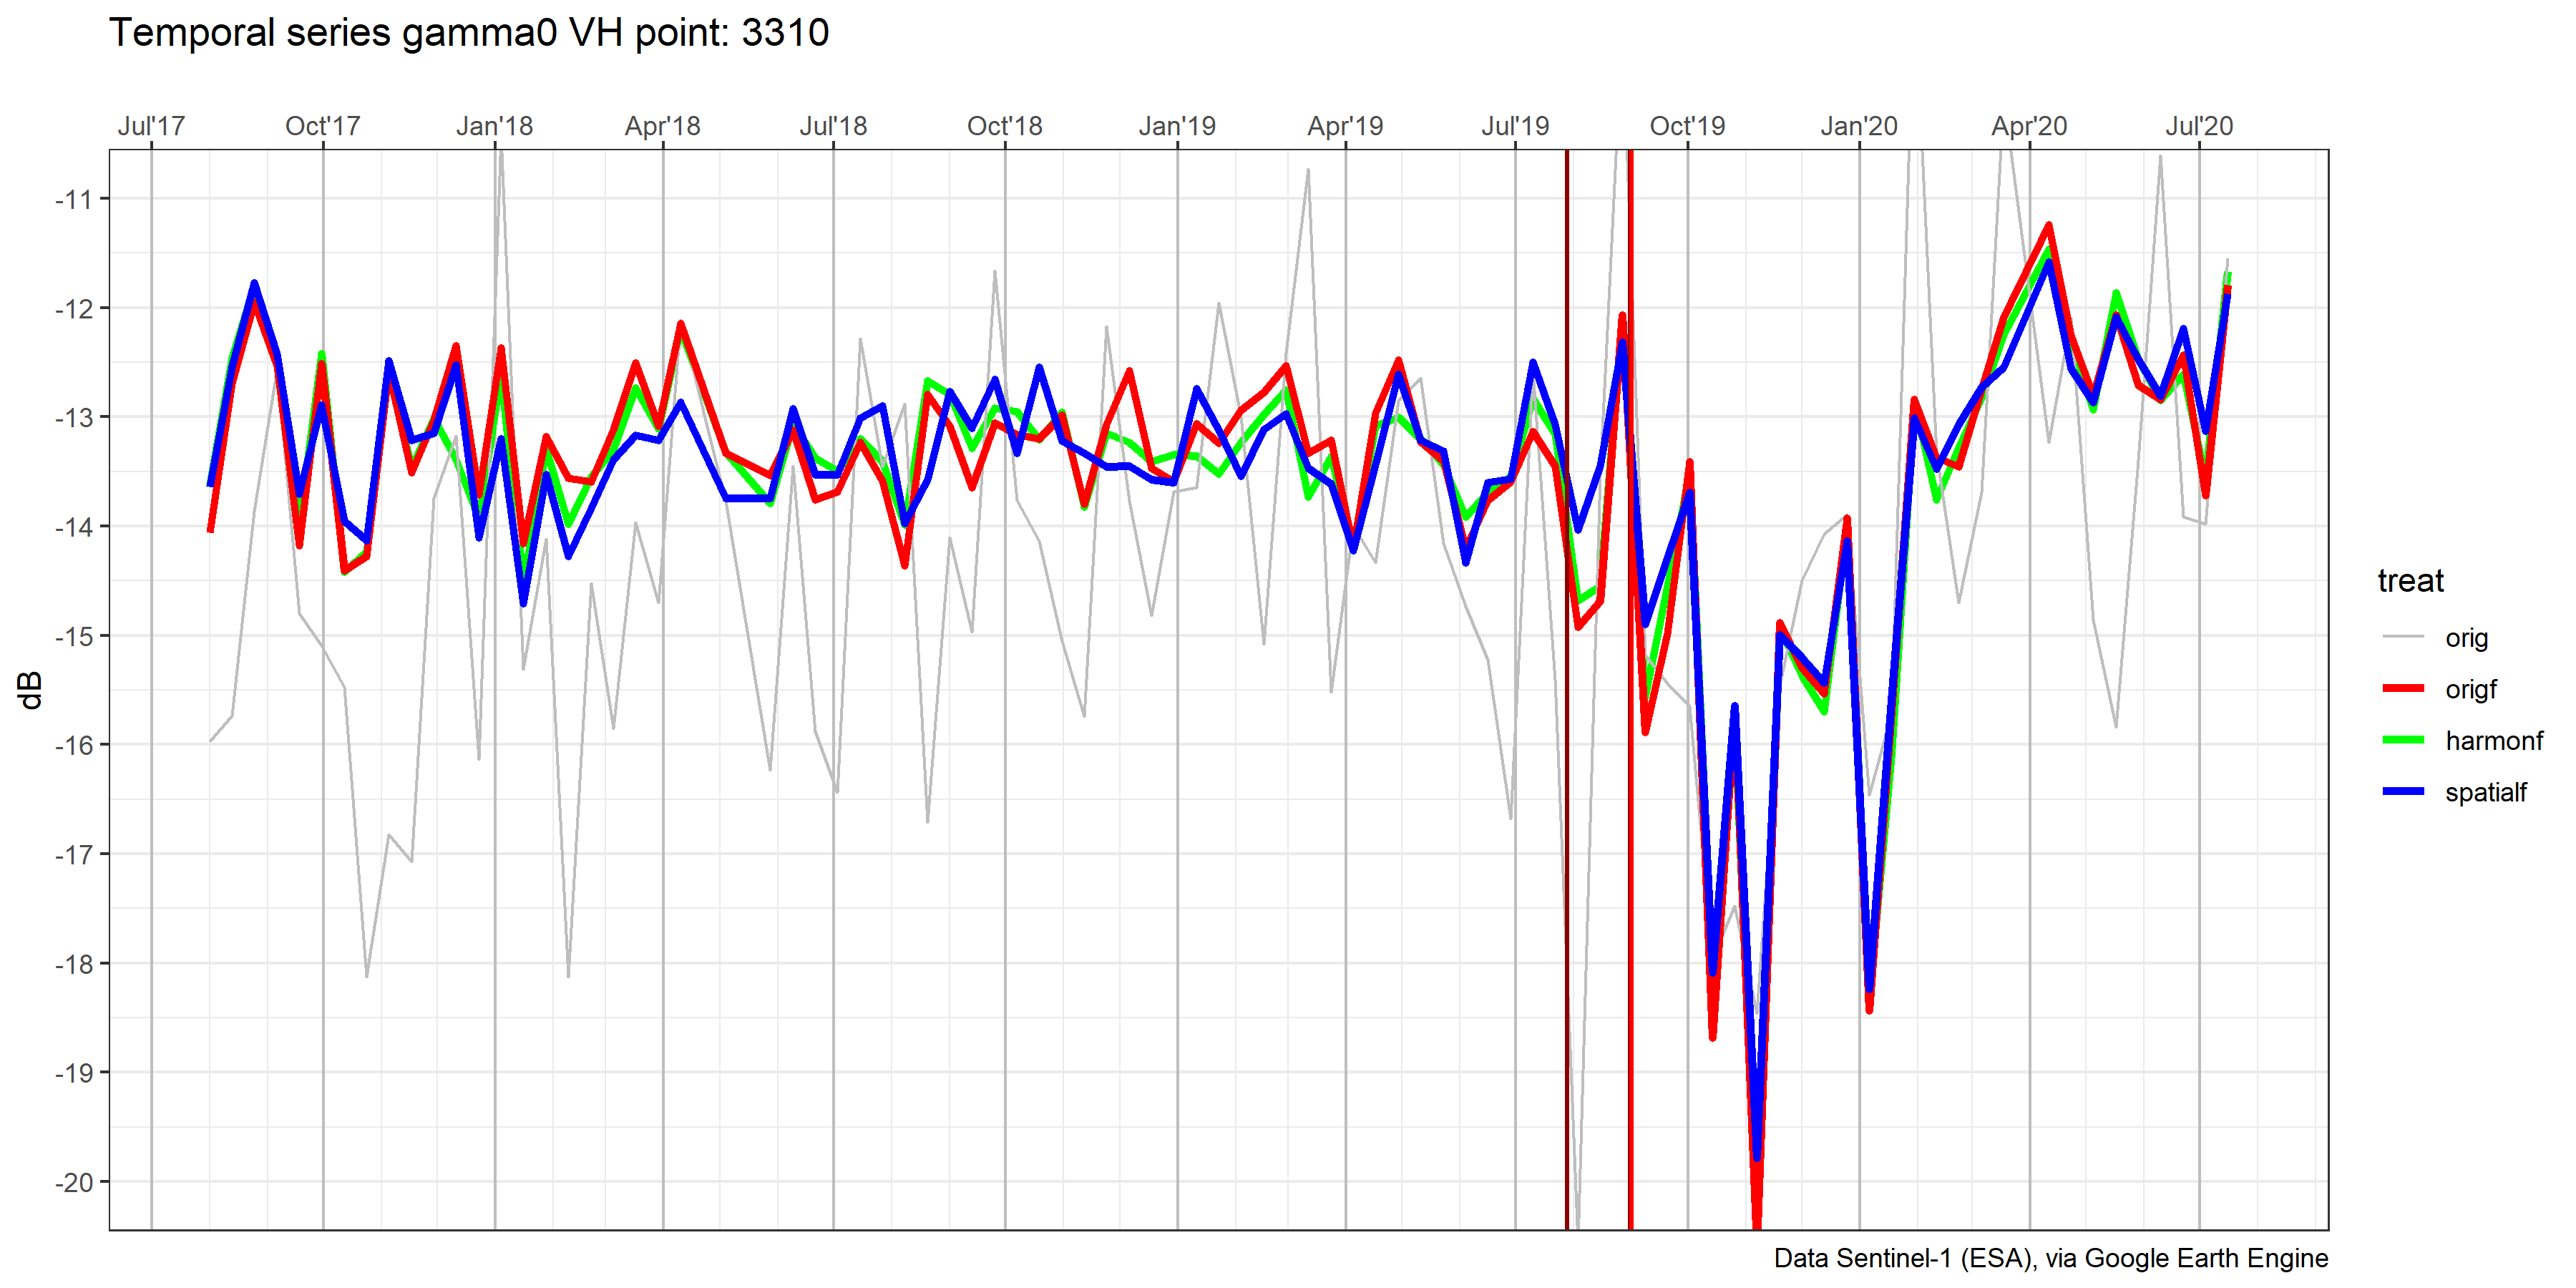 Temporal series gamma0 VH point: 3310
Jul'17 Oct'17 Jan'18 Apr'18 Jul'18 Oct'18 Jan'19 Apr'19 Jul'19 Oct'19 Jan'20 Apr'20 Jul'20
-11
-12
-13
-14
-15
-16
-17
-18
-19
-20
dB
treat
orig
origf
harmonf
spatialf
Data Sentinel-1 (ESA), via Google Earth Engine